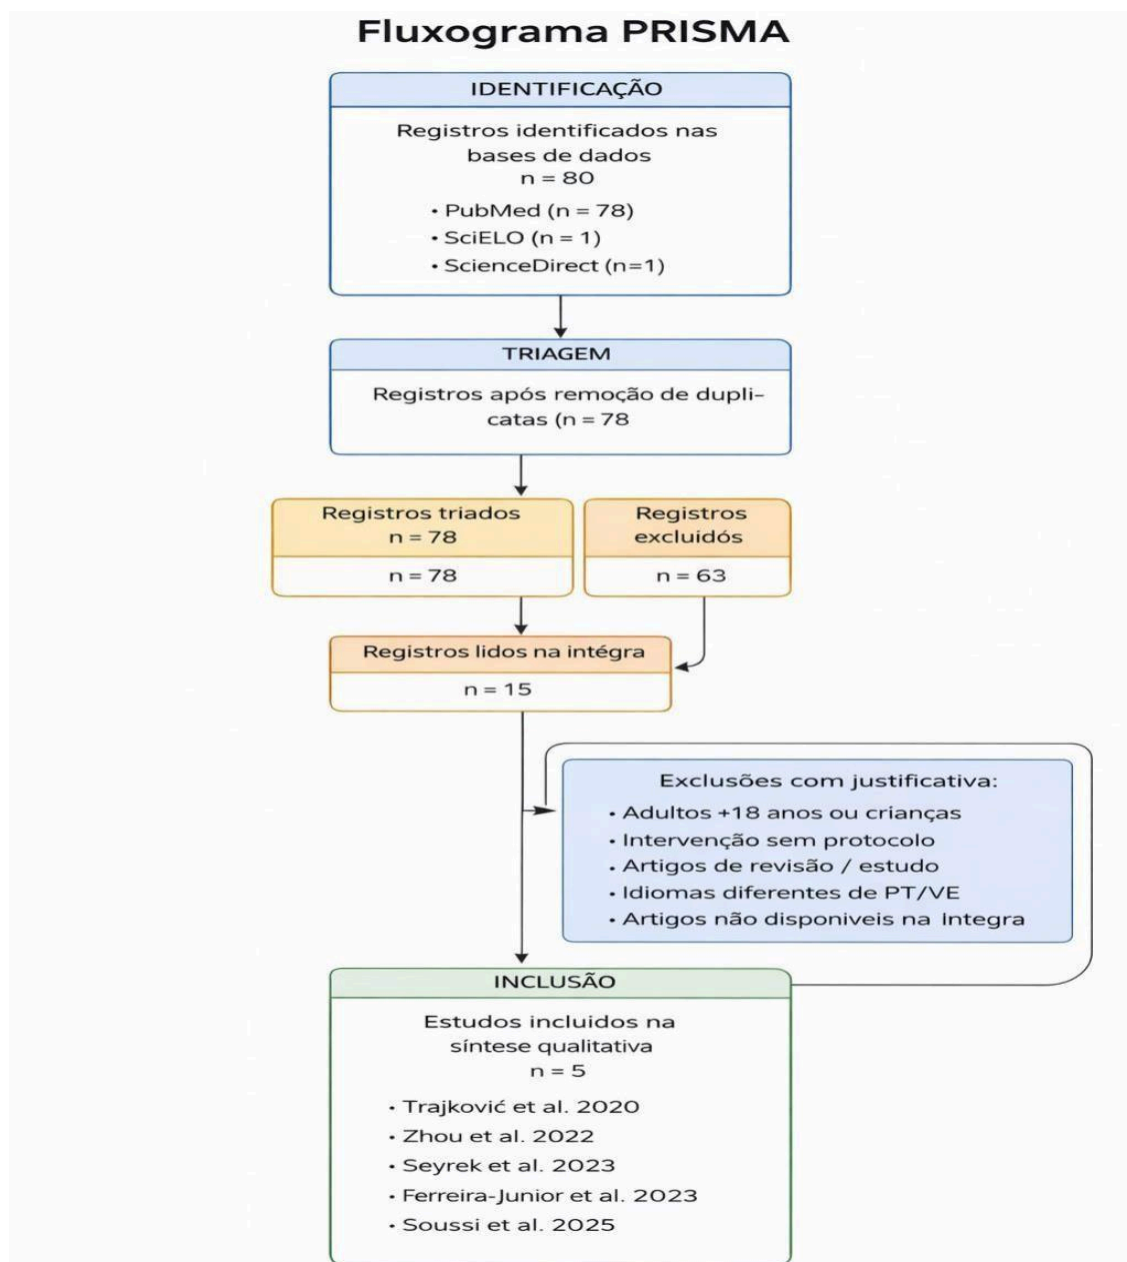 Fluxograma PRISMA
IDENTIFICAÇÃO
Registros identificados nas
bases de dados
n = 80
• PubMed (n = 78)
• SciELO (n = 1)
• ScienceDirect (n=1)
TRIAGEM
Registros após remoção de dupli-
catas (n = 78
Registros triados
n = 78
n = 78
Registros
excluidós
n = 63
Registros lidos na intégra
n = 15
Exclusões com justificativa:
• Adultos +18 anos ou crianças
• Intervenção sem protocolo
• Artigos de revisão / estudo
• Idiomas diferentes de PT/VE
• Artigos não disponiveis na Integra
INCLUSÃO
Estudos incluidos na
síntese qualitativa
n = 5
• Trajković et al. 2020
• Zhou et al. 2022
• Seyrek et al. 2023
• Ferreira-Junior et al. 2023
• Soussi et al. 2025